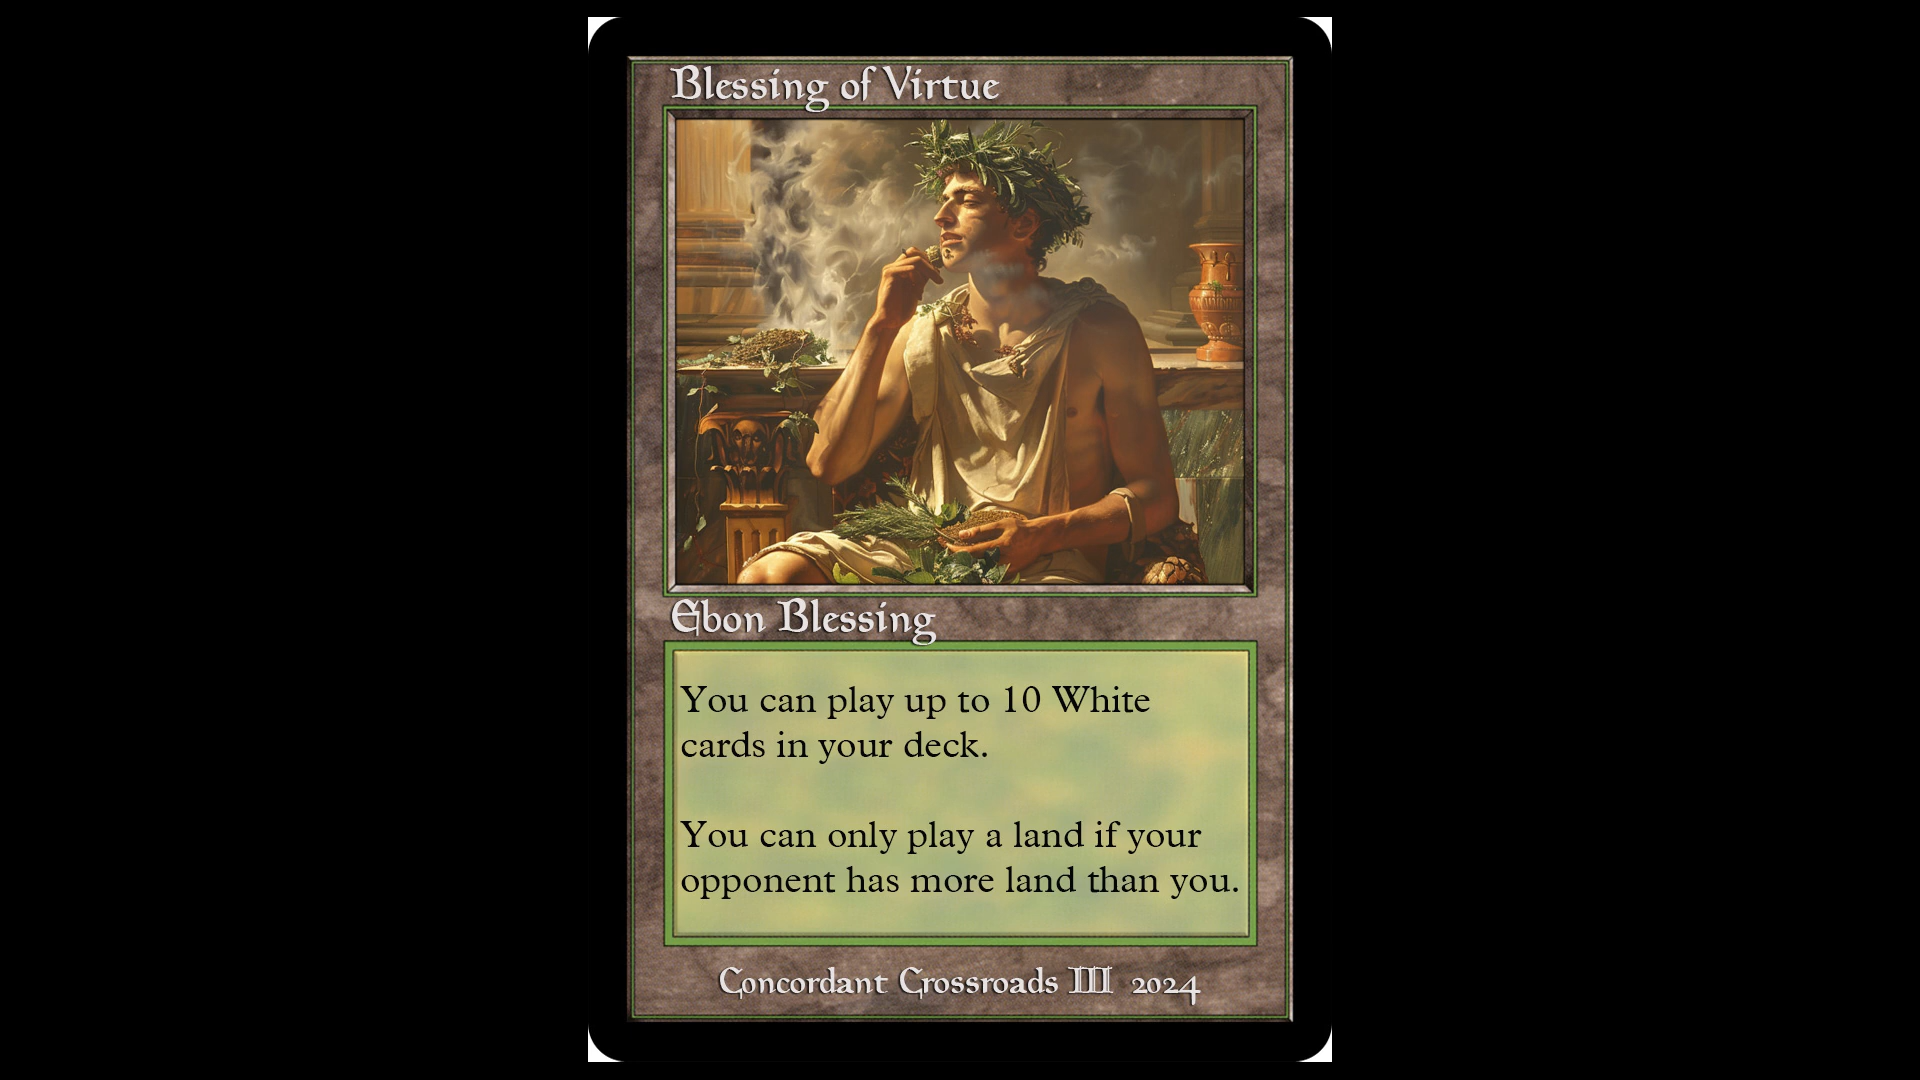 Blessing of Virtue
Ebon Blessing
You can play up to 10 White
cards in your deck.
You can only play a land if your
opponent has more land than you.
Concordant Crossroads III 2024